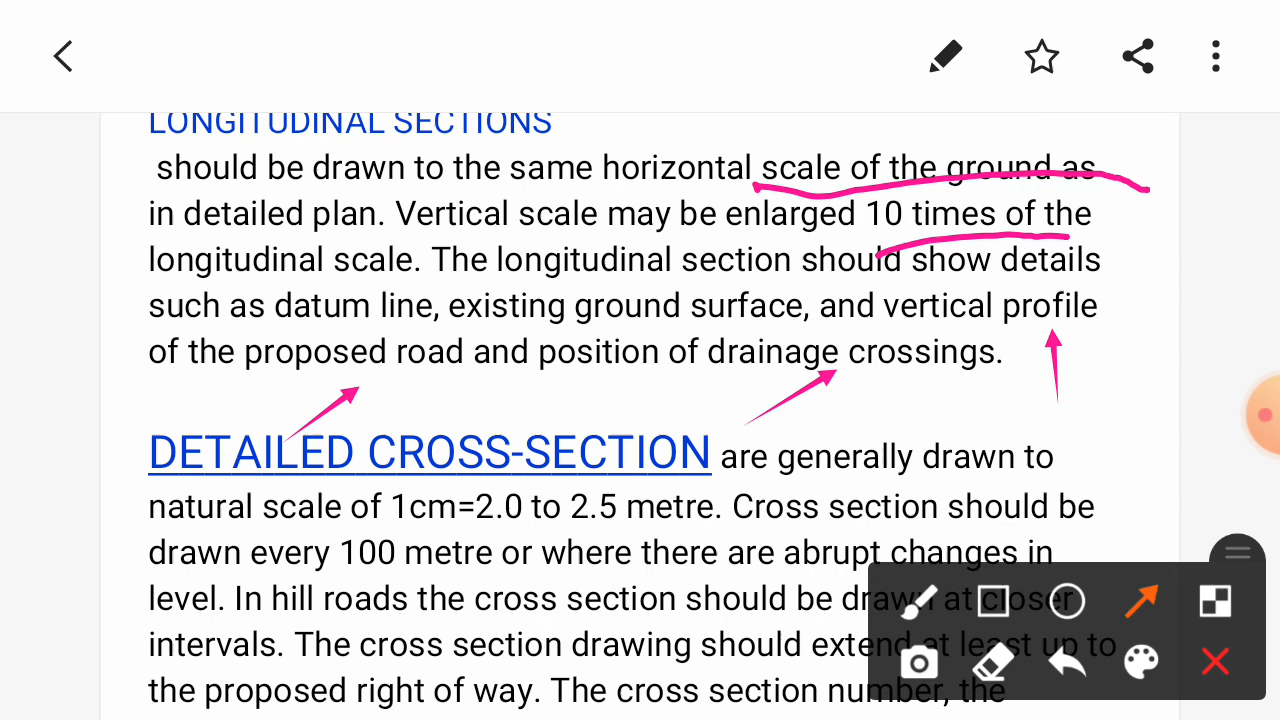 LONGITUDINAL SECTIONS
should be drawn to the same horizontal scale of the ground as
in detailed plan. Vertical scale may be enlarged 10 times of the
longitudinal scale. The longitudinal section should show details
such as datum line, existing ground surface, and vertical profile
of the proposed road and position of drainage crossings.
DETAILED CROSS-SECTION are generally drawn to
natural scale of 1cm=2.0 to 2.5 metre. Cross section should be
drawn every 100 metre or where there are abrupt changes in
level. In hill roads the cross section should be drawn at closer
intervals. The cross section drawing should extend at least up to
the proposed right of way. The cross section number, the